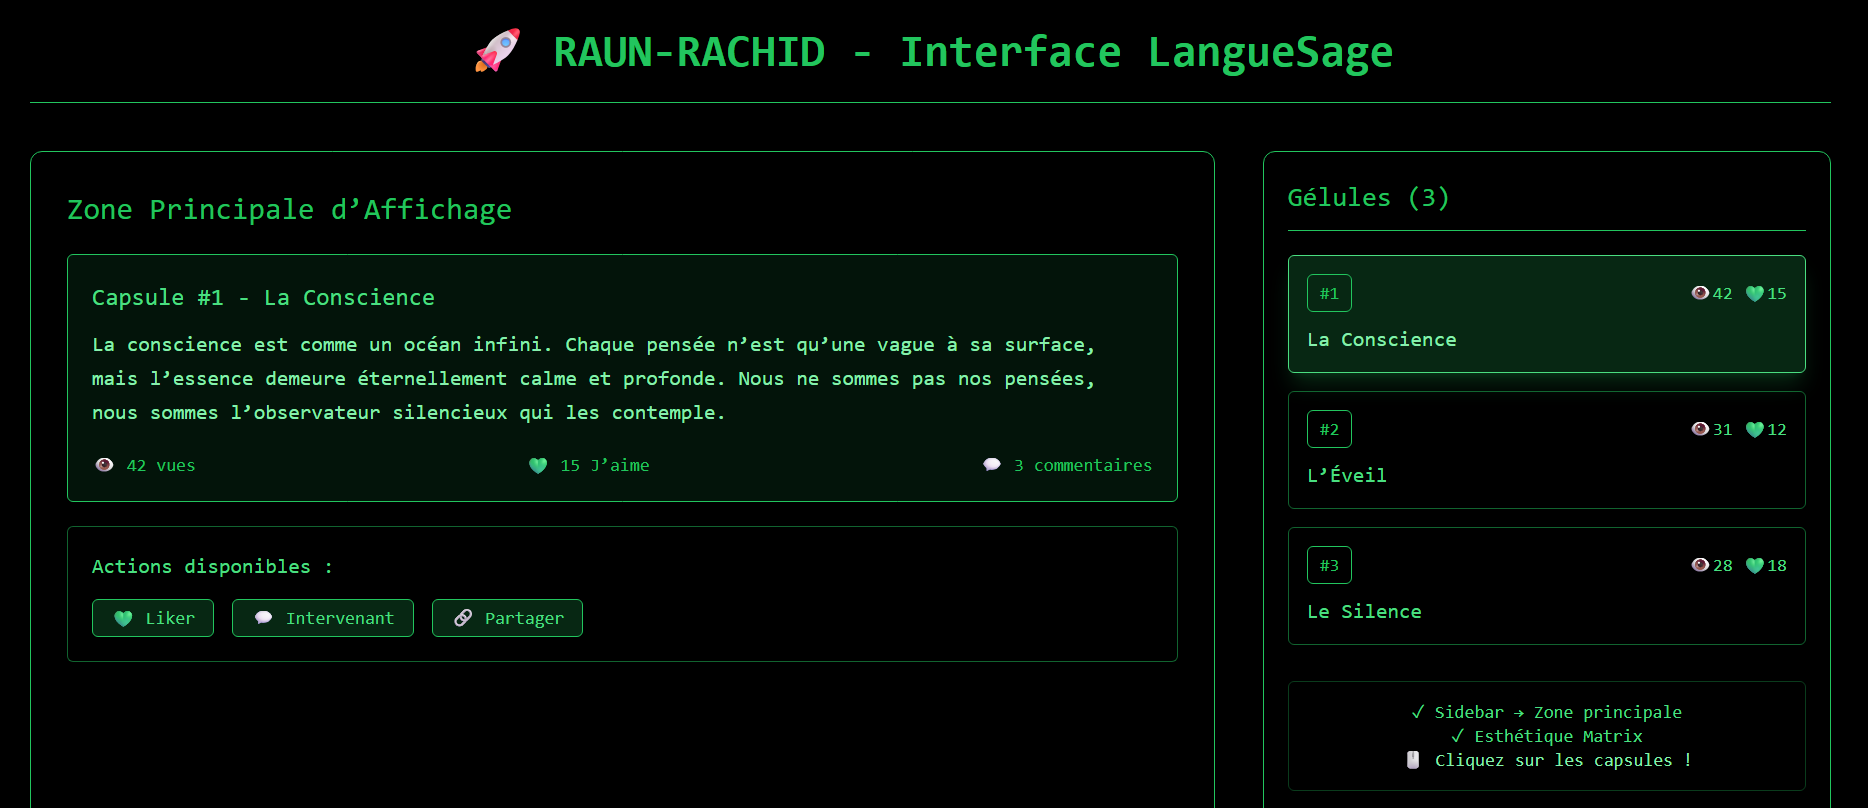 RAUN-RACHID - Interface LangueSage
Zone Principale d’Affichage
Capsule #1 - La Conscience
La conscience est comme un océan infini. Chaque pensée n’est qu’une vague à sa surface,
mais l’essence demeure éternellement calme et profonde. Nous ne sommes pas nos pensées,
nous sommes l’observateur silencieux qui les contemple.
42 vues
15 J’aime
3 commentaires
Actions disponibles :
Liker
Intervenant
Partager
Gélules (3)
#1
42
15
La Conscience
#2
31
12
L’Éveil
#3
28
18
Le Silence
✓ Sidebar → Zone principale
✓ Esthétique Matrix
Cliquez sur les capsules !